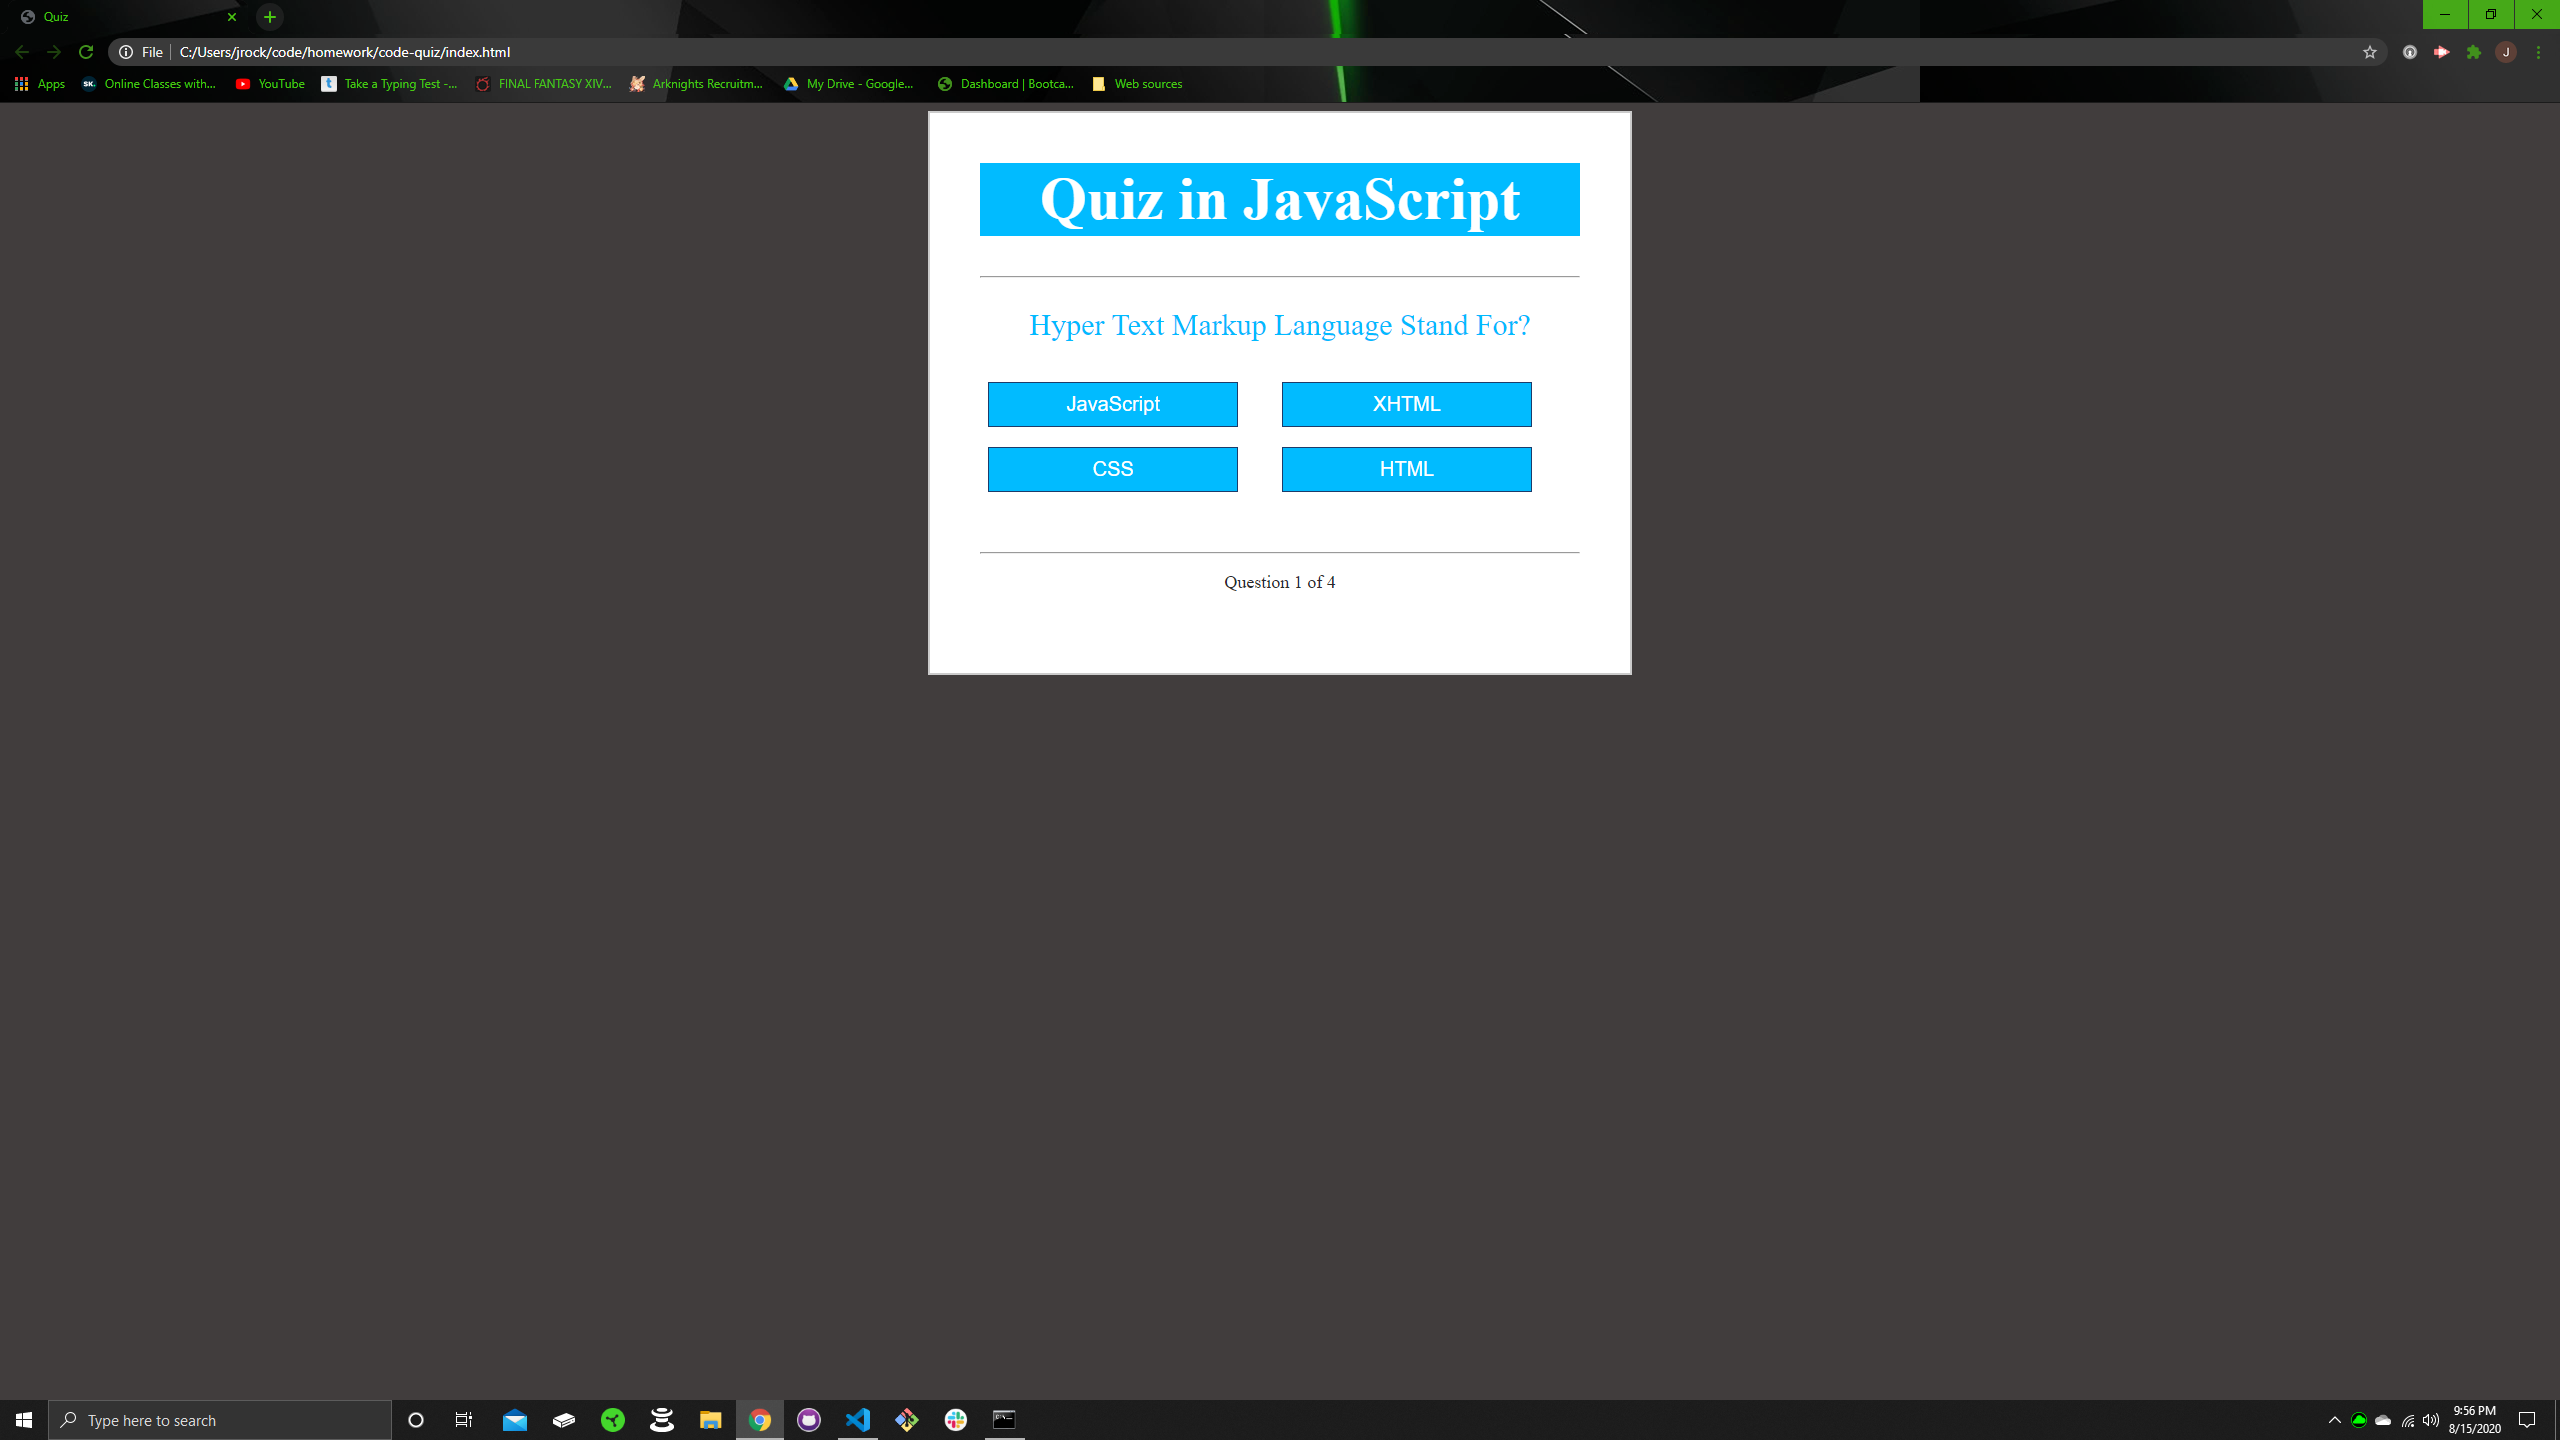 Quiz
File C:/Users/jrock/code/homework/code-quiz/index.html
J
Apps SK. Online Classes with... YouTube t Take a Typing Test -... FINAL FANTASY XIV... Arknights Recruitm... My Drive - Google... Dashboard | Bootca... Web sources
Quiz in JavaScript
Hyper Text Markup Language Stand For?
JavaScript XHTML
CSS HTML
Question 1 of 4
Type here to search
9:56 PM
8/15/2020